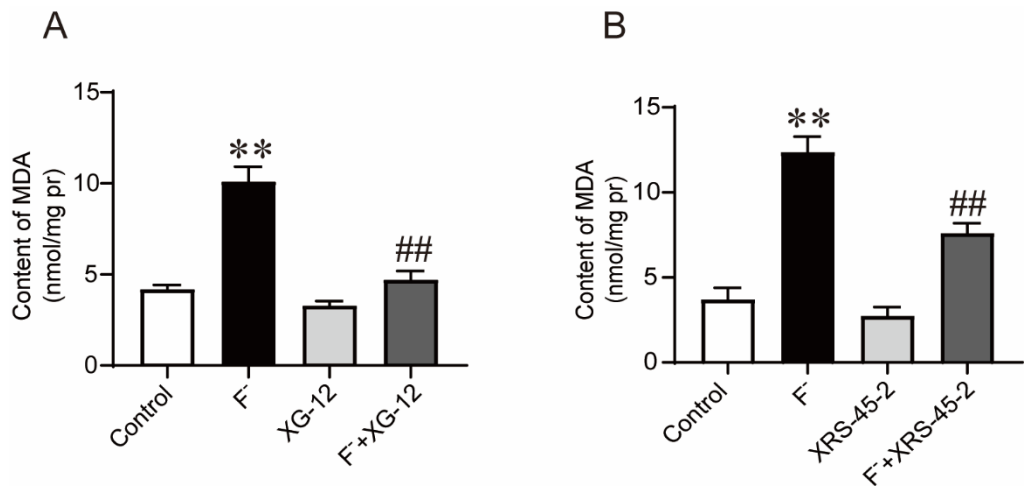 A
Content of MDA
(nmol/mg pr)
15
10
5
0
**
##
Control
F⁻
XG-12
F⁻+XG-12
B
Content of MDA
(nmol/mg pr)
15
10
5
0
**
##
Control
F⁻
XRS-45-2
F⁻+XRS-45-2